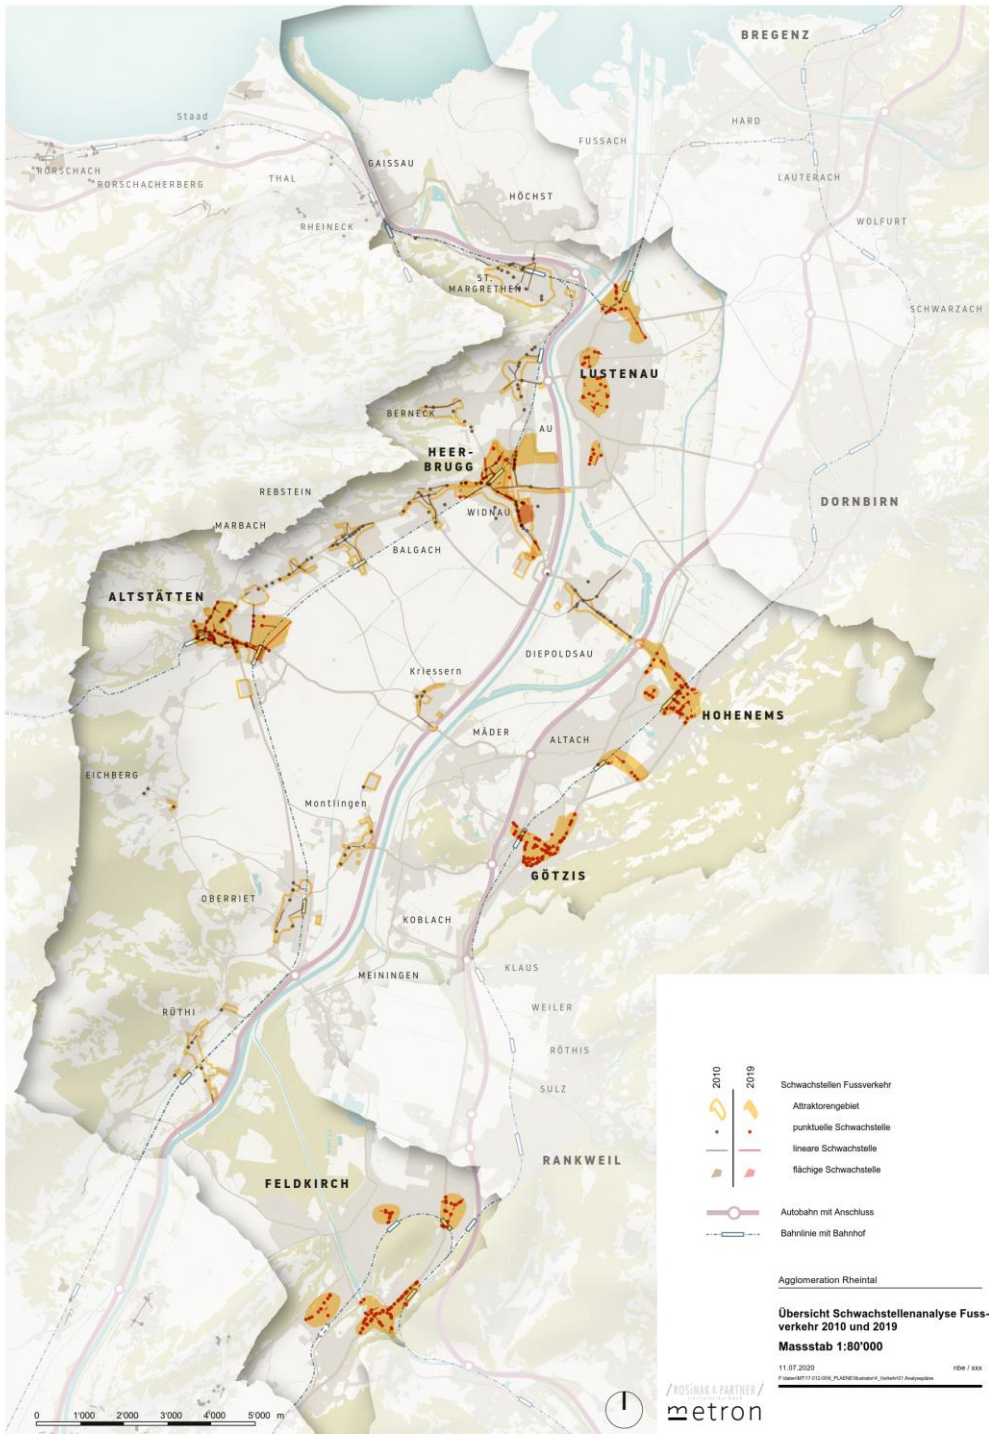 BREGENZ
Staad
HARD
FUSSACH
GAISSAU
RORSCHACH
THAL
LAUTERACH
RORSCHACHERBERG
HÖCHST
WOLFURT
RHEINECK
ST.
MARGRETHEN
SCHWARZACH
LUSTENAU
BERNECK
AU
HEER-
BRUGG
REBSTEIN
DORNBIRN
WIDNAU
MARBACH
BALGACH
ALTSTÄTTEN
DIEPOLDSAU
Kriessern
HOHENEMS
MÄDER
ALTACH
EICHBERG
Montlingen
GÖTZIS
OBERRIET
KOBLACH
KLAUS
MEININGEN
WEILER
RÜTHI
RÖTHIS
SULZ
RANKWEIL
FELDKIRCH
2010 2019
Schwachstellen Fussverkehr
Attraktorengebiet
punktuelle Schwachstelle
lineare Schwachstelle
flächige Schwachstelle
Autobahn mit Anschluss
Bahnlinie mit Bahnhof
Agglomeration Rheintal
Übersicht Schwachstellenanalyse Fuss-
verkehr 2010 und 2019
Massstab 1:80'000
11.07.2020 nbe / xxx
/ROSINAK & PARTNER/
metron
0 1'000 2'000 3'000 4'000 5'000 m